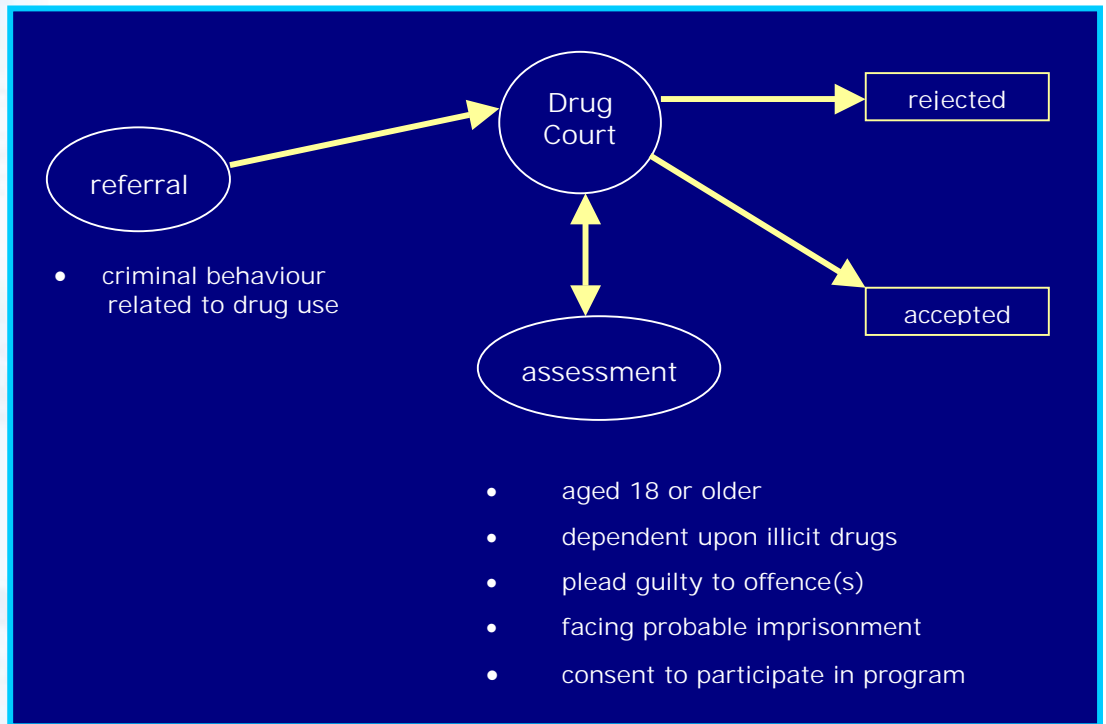 Drug
Court
rejected
referral
• criminal behaviour
related to drug use
accepted
assessment
• aged 18 or older
• dependent upon illicit drugs
• plead guilty to offence(s)
• facing probable imprisonment
• consent to participate in program